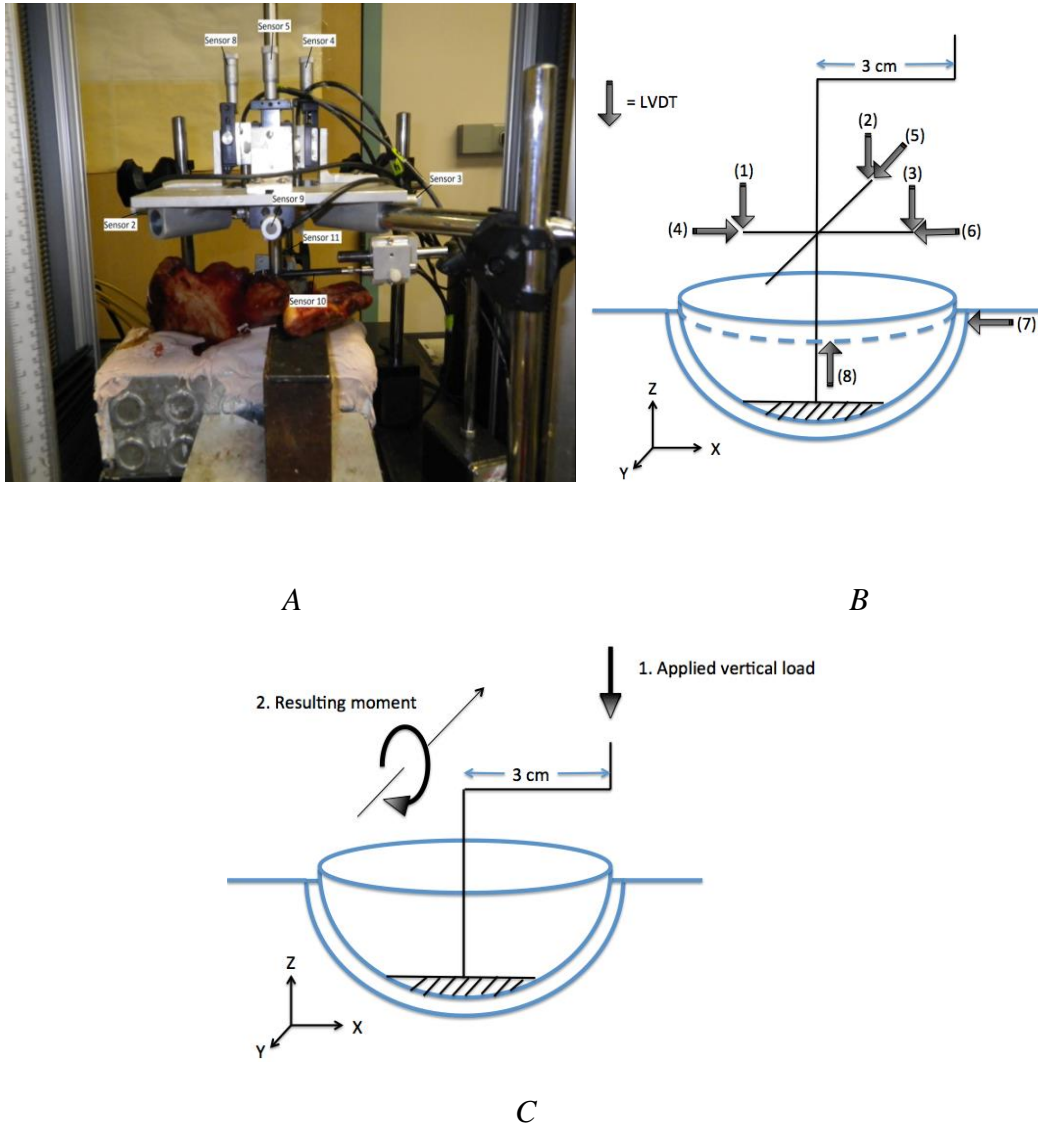 Sensor 5
Sensor 8
Sensor 4
Sensor 3
Sensor 9
Sensor 2
Sensor 11
Sensor 10
3 cm
= LVDT
(2)
(5)
(1)
(3)
(4)
(6)
(7)
(8)
Z
X
Y
A
B
1. Applied vertical load
2. Resulting moment
3 cm
Z
X
Y
C